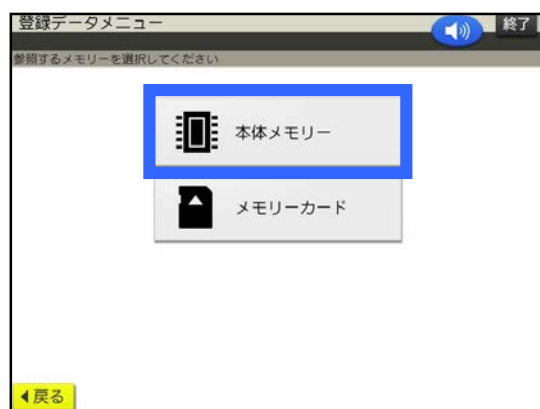 登録データメニュー
終了
参照するメモリーを選択してください
本体メモリー
メモリーカード
戻る